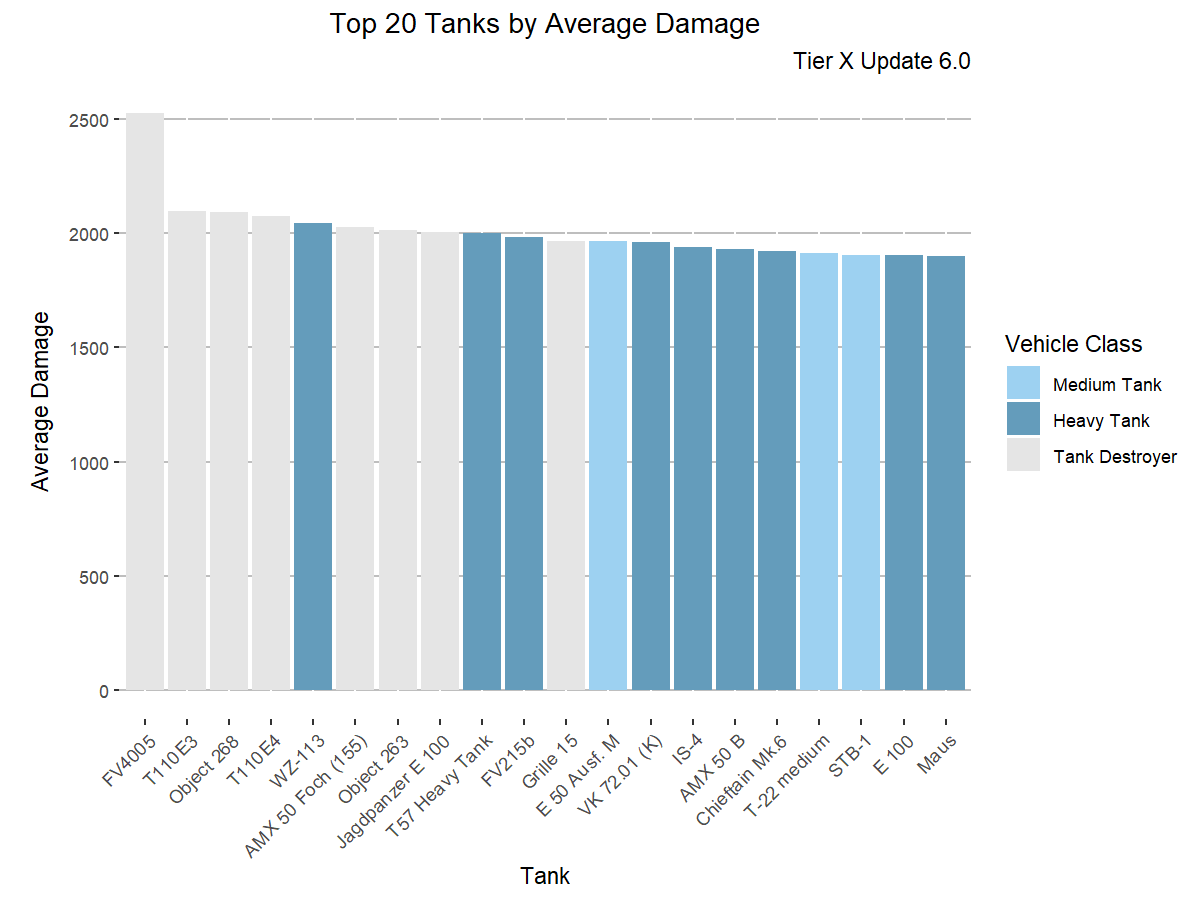 Top 20 Tanks by Average Damage
Tier X Update 6.0
Average Damage
2500
2000
1500
1000
500
0
FV4005
T110E3
Object 268
T110E4
WZ-113
AMX 50 Foch (155)
Object 263
Jagdpanzer E 100
T57 Heavy Tank
FV215b
Grille 15
E 50 Ausf. M
VK 72.01 (K)
IS-4
AMX 50 B
Chieftain Mk.6
T-22 medium
STB-1
E 100
Maus
Tank
Vehicle Class
Medium Tank
Heavy Tank
Tank Destroyer